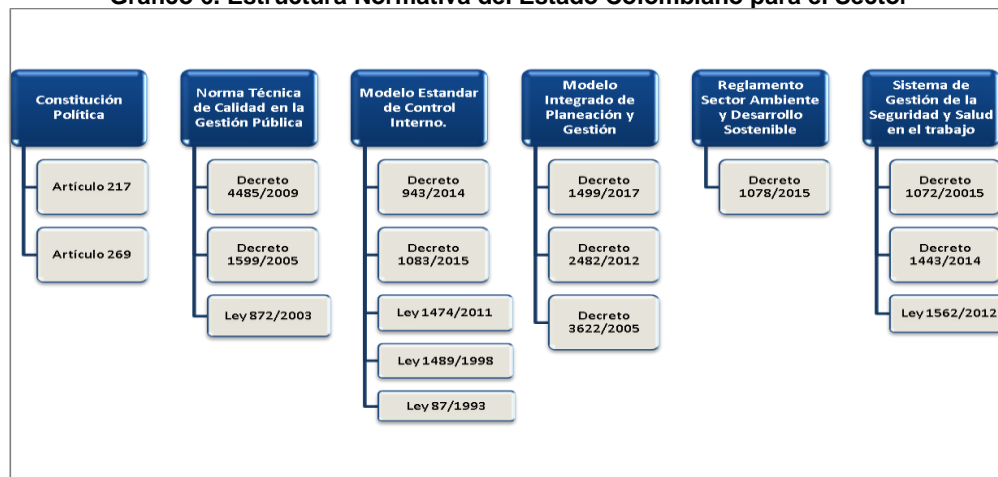 Gráfico 6. Estructura Normativa del Estado Colombiano para el Sector
Constitución
Política
Artículo 217
Artículo 269
Norma Técnica
de Calidad en la
Gestión Pública
Decreto
4485/2009
Decreto
1599/2005
Ley 872/2003
Modelo Estandar
de Control
Interno.
Decreto
943/2014
Decreto
1083/2015
Ley 1474/2011
Ley 1489/1998
Ley 87/1993
Modelo
Integrado de
Planeación y
Gestión
Decreto
1499/2017
Decreto
2482/2012
Decreto
3622/2005
Reglamento
Sector Ambiente
y Desarrollo
Sostenible
Decreto
1078/2015
Sistema de
Gestión de la
Seguridad y Salud
en el trabajo
Decreto
1072/20015
Decreto
1443/2014
Ley 1562/2012